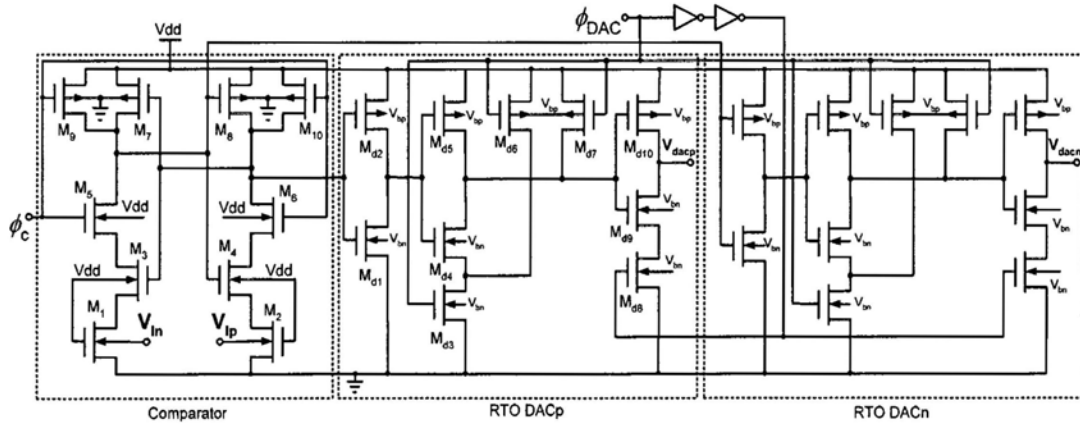 ϕDAC
Vdd
M9
M7
M8
M10
Vbp
Md2
Vbp
Md5
Vbp
Md6
Md7
Vbp
Md10
Vdacp
Vbp
Vbp
Vbp
Vbp
Vdacn
M5
M6
Vdd
Vdd
ϕC
M3
M4
Vdd
Vdd
M1
M2
VIn
VIp
Vbn
Md1
Vbn
Md4
Vbn
Md3
Vbn
Md9
Vbn
Md8
Vbn
Vbn
Vbn
Vbn
Vbn
Comparator
RTO DACp
RTO DACn